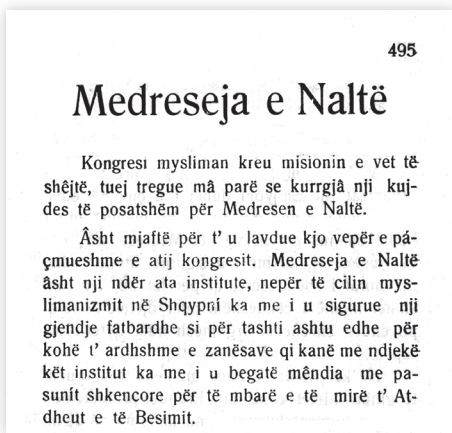 495
Medreseja e Naltë
Kongresi mysliman kreu misionin e vet të
shêjtë, tuej tregue mâ parë se kurrgjâ nji kuj-
des të posatshëm për Medresen e Naltë.
Âsht mjaftë për t' u lavdue kjo vepër e pá-
çmueshme e atij kongresit. Medreseja e Naltë
âsht nji ndër ata institute, nepër të cilin mys-
limanizmit në Shqypni ka me i u sigurue nji
gjendje fatbardhe si për tashti ashtu edhe për
kohë t' ardhshme e zanësave qi kanë me ndjekë
kët institut ka me i u begatë mêndia me pa-
sunít shkencore për të mbarë e të mirë t' At-
dheut e të Besimit.